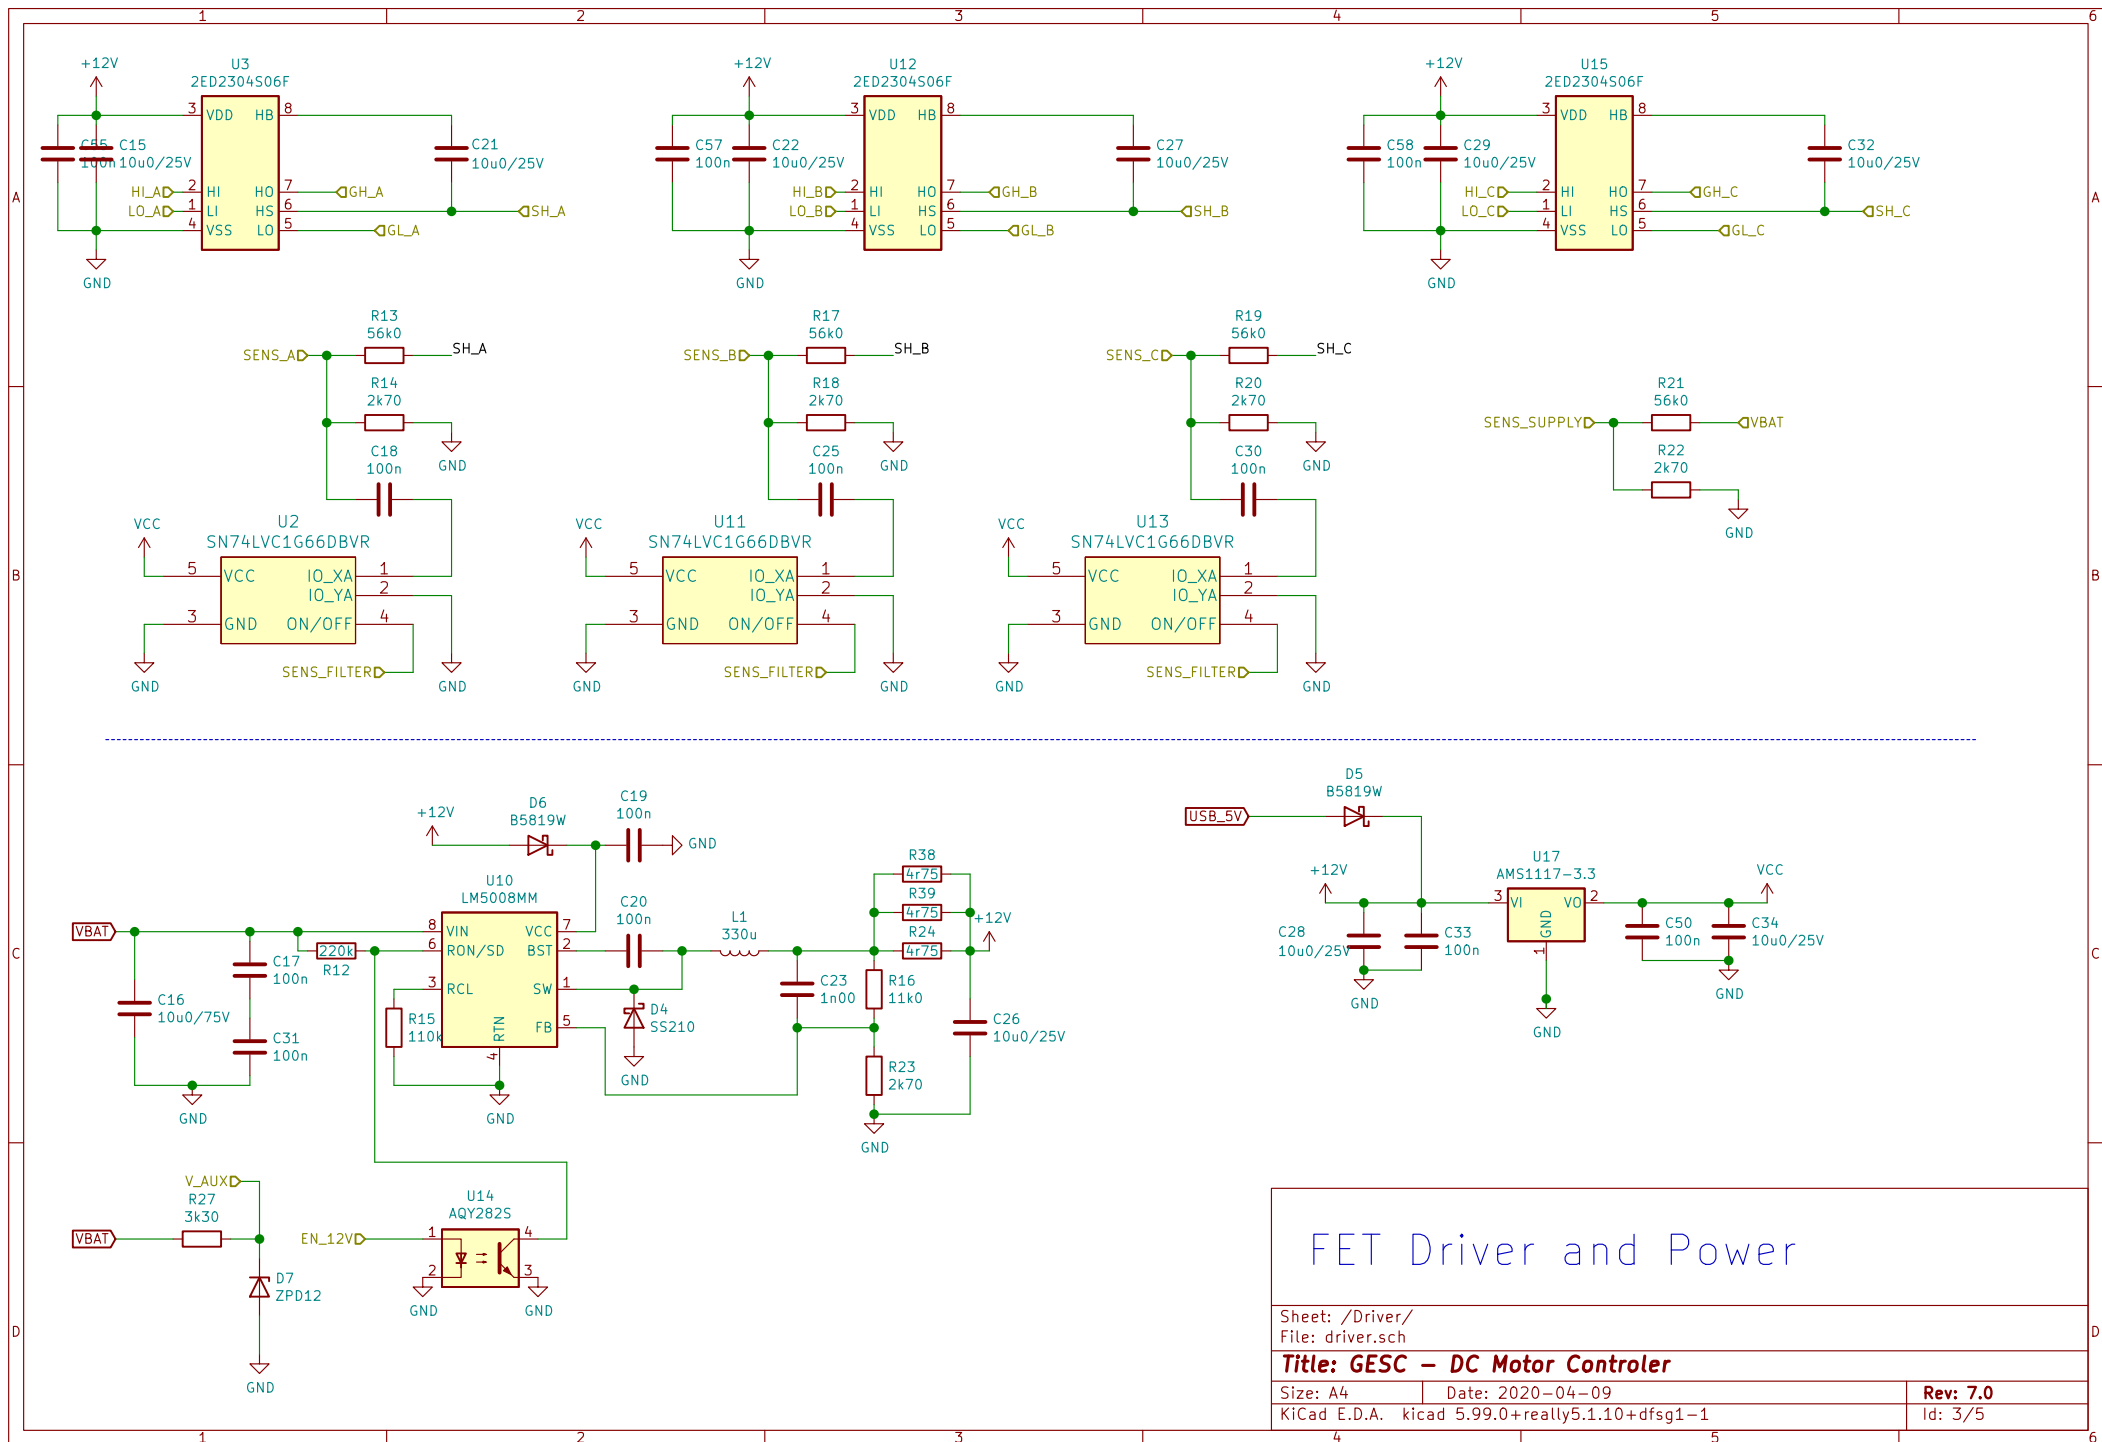 1 2 3 4 5 6
A
B
C
D
A
B
C
D
1 2 3 4 5 6
+12V
U3
2ED2304S06F
3 VDD HB 8
C55
100n
C15
10u0/25V
C21
10u0/25V
HI_A 2 HI HO 7 GH_A
LO_A 1 LI HS 6 SH_A
4 VSS LO 5 GL_A
GND
+12V
U12
2ED2304S06F
3 VDD HB 8
C57
100n
C22
10u0/25V
C27
10u0/25V
HI_B 2 HI HO 7 GH_B
LO_B 1 LI HS 6 SH_B
4 VSS LO 5 GL_B
GND
+12V
U15
2ED2304S06F
3 VDD HB 8
C58
100n
C29
10u0/25V
C32
10u0/25V
HI_C 2 HI HO 7 GH_C
LO_C 1 LI HS 6 SH_C
4 VSS LO 5 GL_C
GND
R13
56k0
SENS_A SH_A
R14
2k70
GND
C18
100n
VCC
U2
SN74LVC1G66DBVR
5 VCC IO_XA 1
IO_YA 2
3 GND ON/OFF 4
SENS_FILTER
GND
GND
R17
56k0
SENS_B SH_B
R18
2k70
GND
C25
100n
VCC
U11
SN74LVC1G66DBVR
5 VCC IO_XA 1
IO_YA 2
3 GND ON/OFF 4
SENS_FILTER
GND
GND
R19
56k0
SENS_C SH_C
R20
2k70
GND
C30
100n
VCC
U13
SN74LVC1G66DBVR
5 VCC IO_XA 1
IO_YA 2
3 GND ON/OFF 4
SENS_FILTER
GND
GND
R21
56k0
SENS_SUPPLY VBAT
R22
2k70
GND
+12V
D6
B5819W
C19
100n
GND
U10
LM5008MM
VBAT 8 VIN VCC 7
220k
R12
6 RON/SD BST 2
3 RCL SW 1
RTN FB 5
4
C20
100n
L1
330u
R38
4r75
R39
4r75
R24
4r75
+12V
C17
100n
C16
10u0/75V
C31
100n
GND
R15
110k
GND
D4
SS210
GND
C23
1n00
R16
11k0
C26
10u0/25V
R23
2k70
GND
V_AUX
R27
3k30
VBAT
D7
ZPD12
GND
U14
AQY282S
EN_12V 1 4
2 3
GND
GND
D5
B5819W
USB_5V
+12V
U17
AMS1117-3.3
3 VI VO 2
GND
1
VCC
C28
10u0/25V
C33
100n
GND
GND
C50
100n
C34
10u0/25V
GND
FET Driver and Power
Sheet: /Driver/
File: driver.sch
Title: GESC – DC Motor Controler
Size: A4 Date: 2020-04-09 Rev: 7.0
KiCad E.D.A. kicad 5.99.0+really5.1.10+dfsg1-1 Id: 3/5